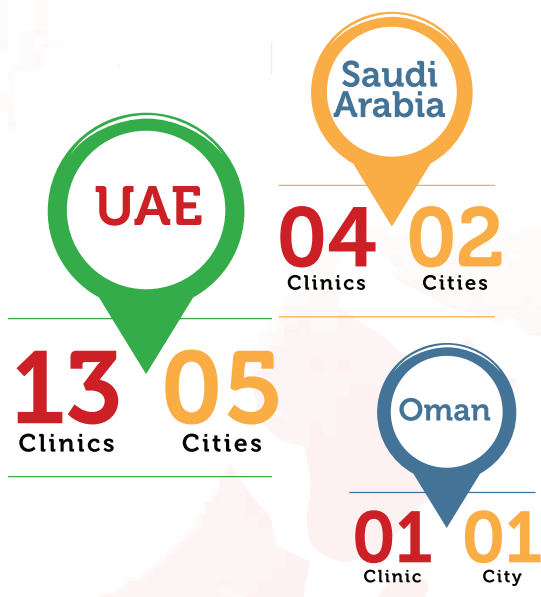 UAE
13 05
Clinics Cities
Saudi
Arabia
04 02
Clinics Cities
Oman
01 01
Clinic City